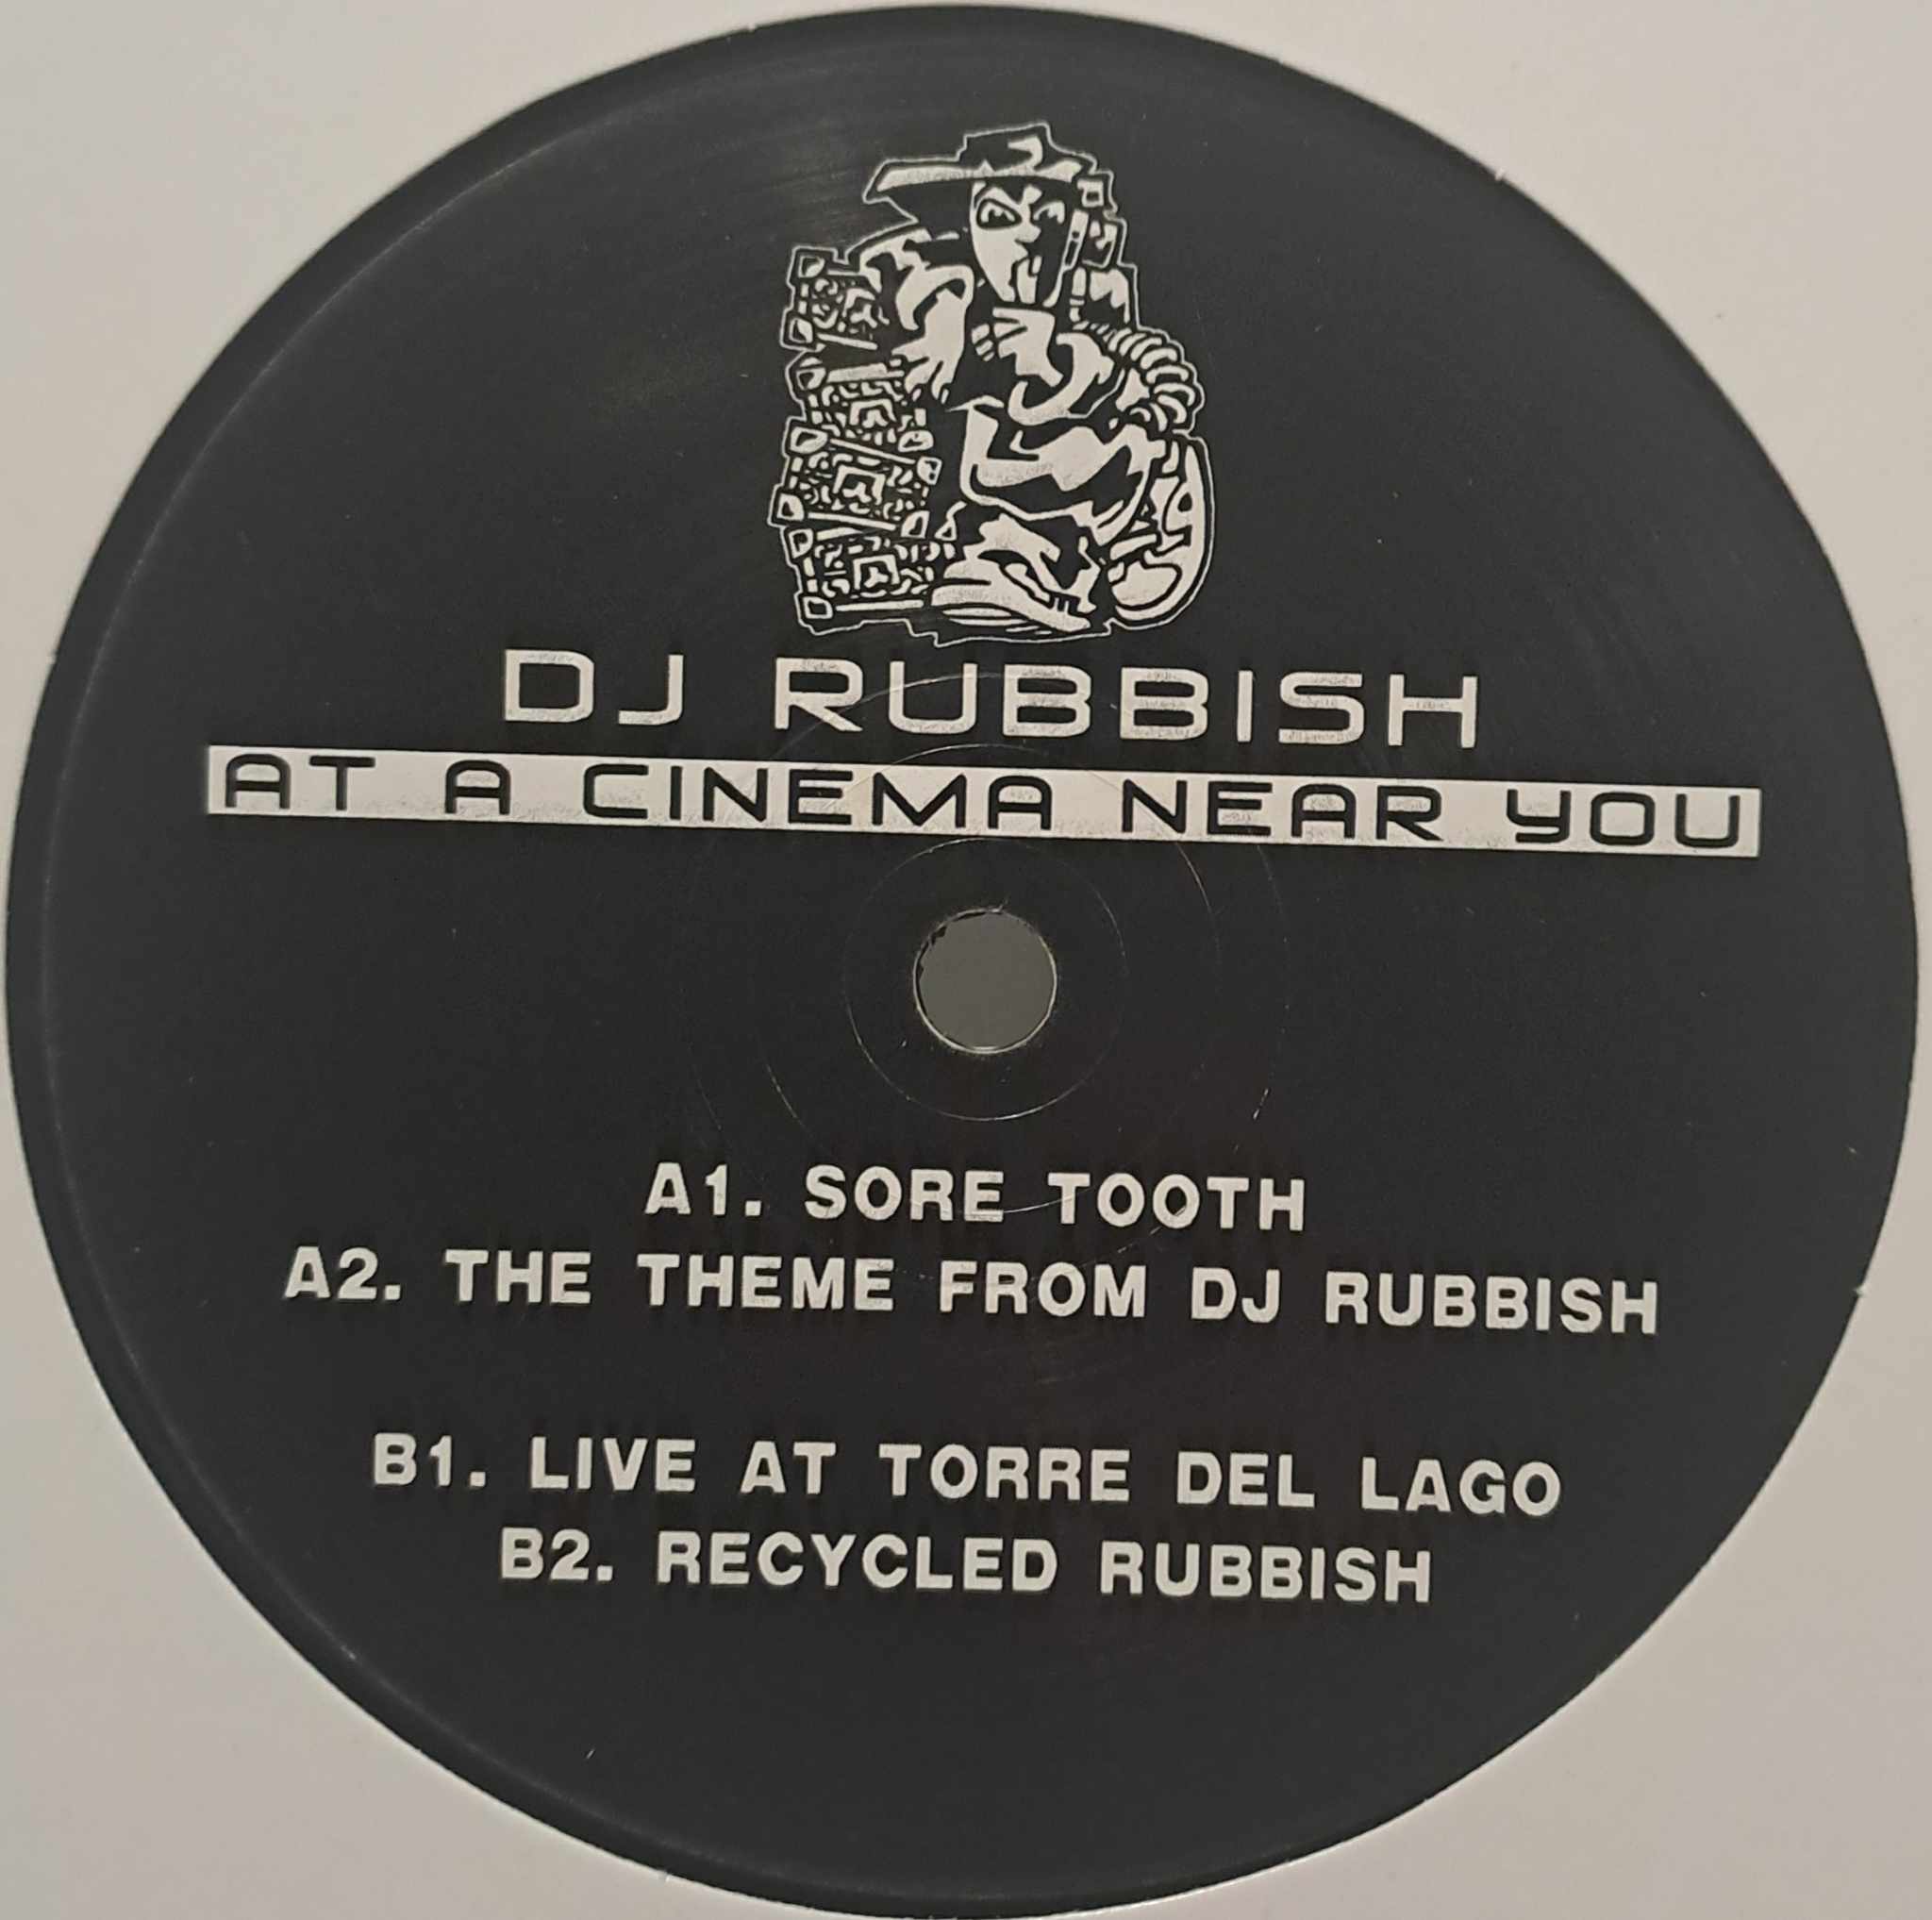 DJ RUBBISH
AT A CINEMA NEAR YOU
A1. SORE TOOTH
A2. THE THEME FROM DJ RUBBISH
B1. LIVE AT TORRE DEL LAGO
B2. RECYCLED RUBBISH